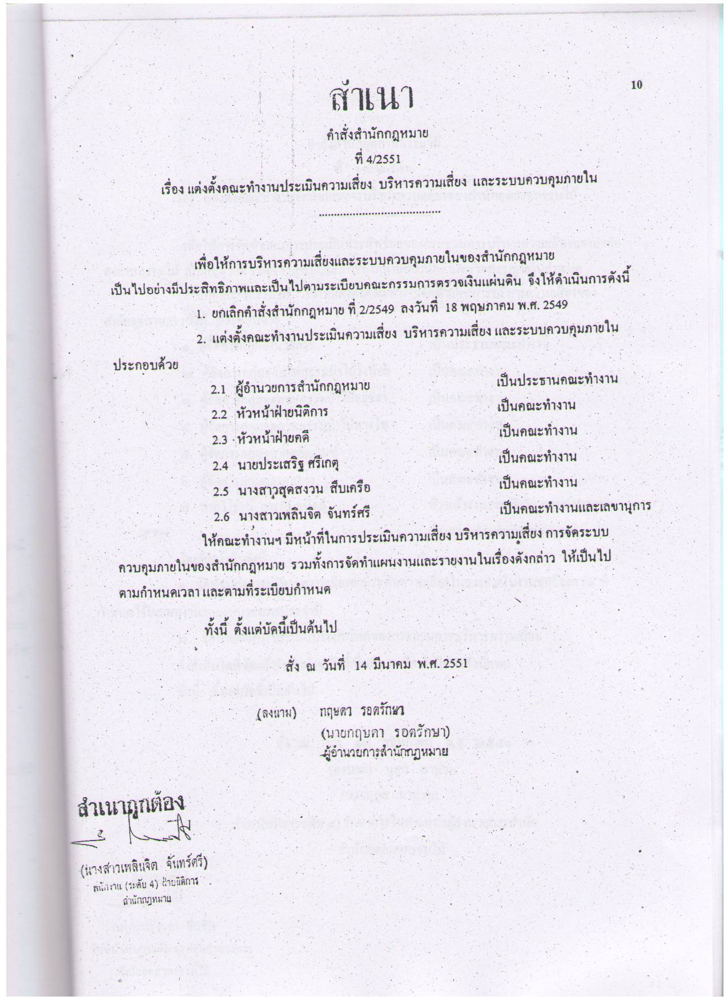 10
สำเนา
คำสั่งสำนักกฎหมาย
ที่ 4/2551
เรื่อง แต่งตั้งคณะทำงานประเมินความเสี่ยง บริหารความเสี่ยง และระบบควบคุมภายใน
........................................
เพื่อให้การบริหารความเสี่ยงและระบบควบคุมภายในของสำนักกฎหมาย
เป็นไปอย่างมีประสิทธิภาพและเป็นไปตามระเบียบคณะกรรมการตรวจเงินแผ่นดิน จึงให้ดำเนินการดังนี้
1. ยกเลิกคำสั่งสำนักกฎหมาย ที่ 2/2549 ลงวันที่ 18 พฤษภาคม พ.ศ. 2549
2. แต่งตั้งคณะทำงานประเมินความเสี่ยง บริหารความเสี่ยง และระบบควบคุมภายใน
ประกอบด้วย
2.1 ผู้อำนวยการสำนักกฎหมาย เป็นประธานคณะทำงาน
2.2 หัวหน้าฝ่ายนิติการ เป็นคณะทำงาน
2.3 หัวหน้าฝ่ายคดี เป็นคณะทำงาน
2.4 นายประเสริฐ ศรีเกตุ เป็นคณะทำงาน
2.5 นางสาวสุดสงวน สืบเครือ เป็นคณะทำงาน
2.6 นางสาวเพลินจิต จันทร์ศรี เป็นคณะทำงานและเลขานุการ
ให้คณะทำงานฯ มีหน้าที่ในการประเมินความเสี่ยง บริหารความเสี่ยง การจัดระบบ
ควบคุมภายในของสำนักกฎหมาย รวมทั้งการจัดทำแผนงานและรายงานในเรื่องดังกล่าว ให้เป็นไป
ตามกำหนดเวลา และตามที่ระเบียบกำหนด
ทั้งนี้ ตั้งแต่บัดนี้เป็นต้นไป
สั่ง ณ วันที่ 14 มีนาคม พ.ศ. 2551
(ลงนาม) กฤษดา รอดรักษา
(นายกฤษดา รอดรักษา)
ผู้อำนวยการสำนักกฎหมาย
สำเนาถูกต้อง
(นางสาวเพลินจิต จันทร์ศรี)
พนักงาน (ระดับ 4) ฝ่ายนิติการ
สำนักกฎหมาย